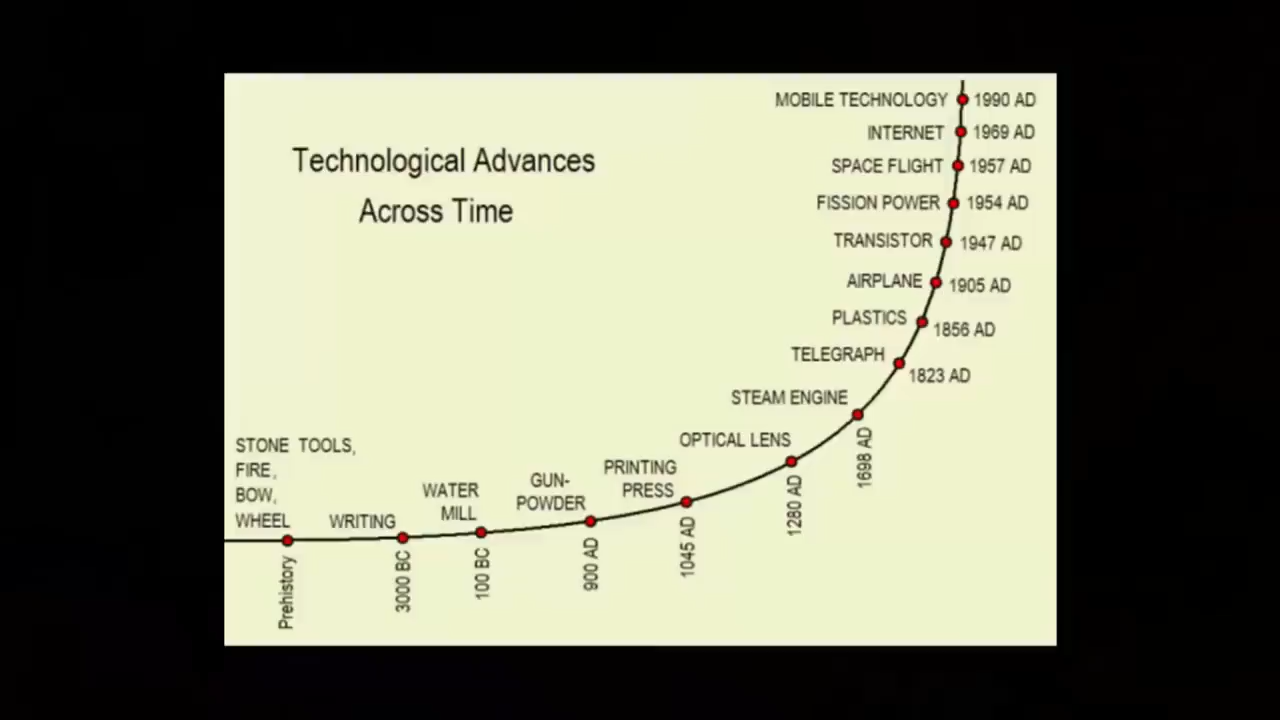 Technological Advances
Across Time
MOBILE TECHNOLOGY 1990 AD
INTERNET 1969 AD
SPACE FLIGHT 1957 AD
FISSION POWER 1954 AD
TRANSISTOR 1947 AD
AIRPLANE 1905 AD
PLASTICS 1856 AD
TELEGRAPH 1823 AD
STEAM ENGINE 1698 AD
OPTICAL LENS 1280 AD
PRINTING
PRESS 1045 AD
GUN-
POWDER 900 AD
WATER
MILL 100 BC
WRITING 3000 BC
STONE TOOLS,
FIRE,
BOW,
WHEEL Prehistory